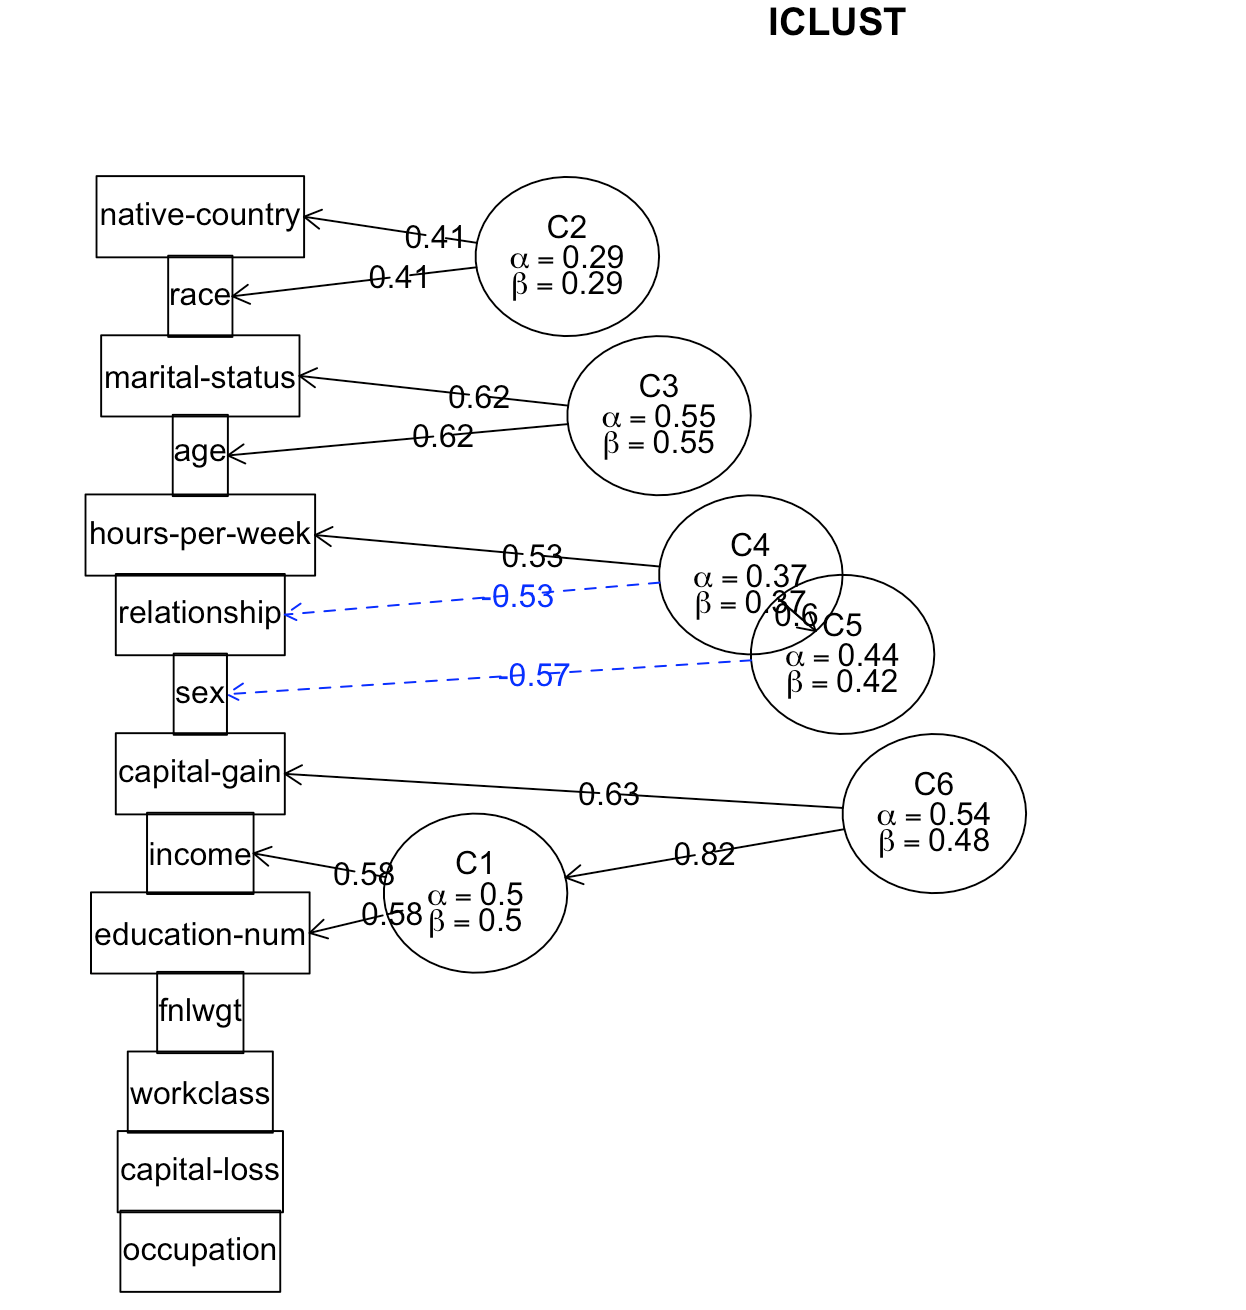 ICLUST
native-country
0.41
C2
α = 0.29
β = 0.29
race
0.41
marital-status
0.62
C3
α = 0.55
β = 0.55
age
0.62
hours-per-week
0.53
C4
α = 0.37
β = 0.37
relationship
-0.53
0.6
C5
α = 0.44
β = 0.42
sex
-0.57
capital-gain
0.63
C6
α = 0.54
β = 0.48
income
0.58
C1
α = 0.5
β = 0.5
0.82
education-num
0.58
fnlwgt
workclass
capital-loss
occupation